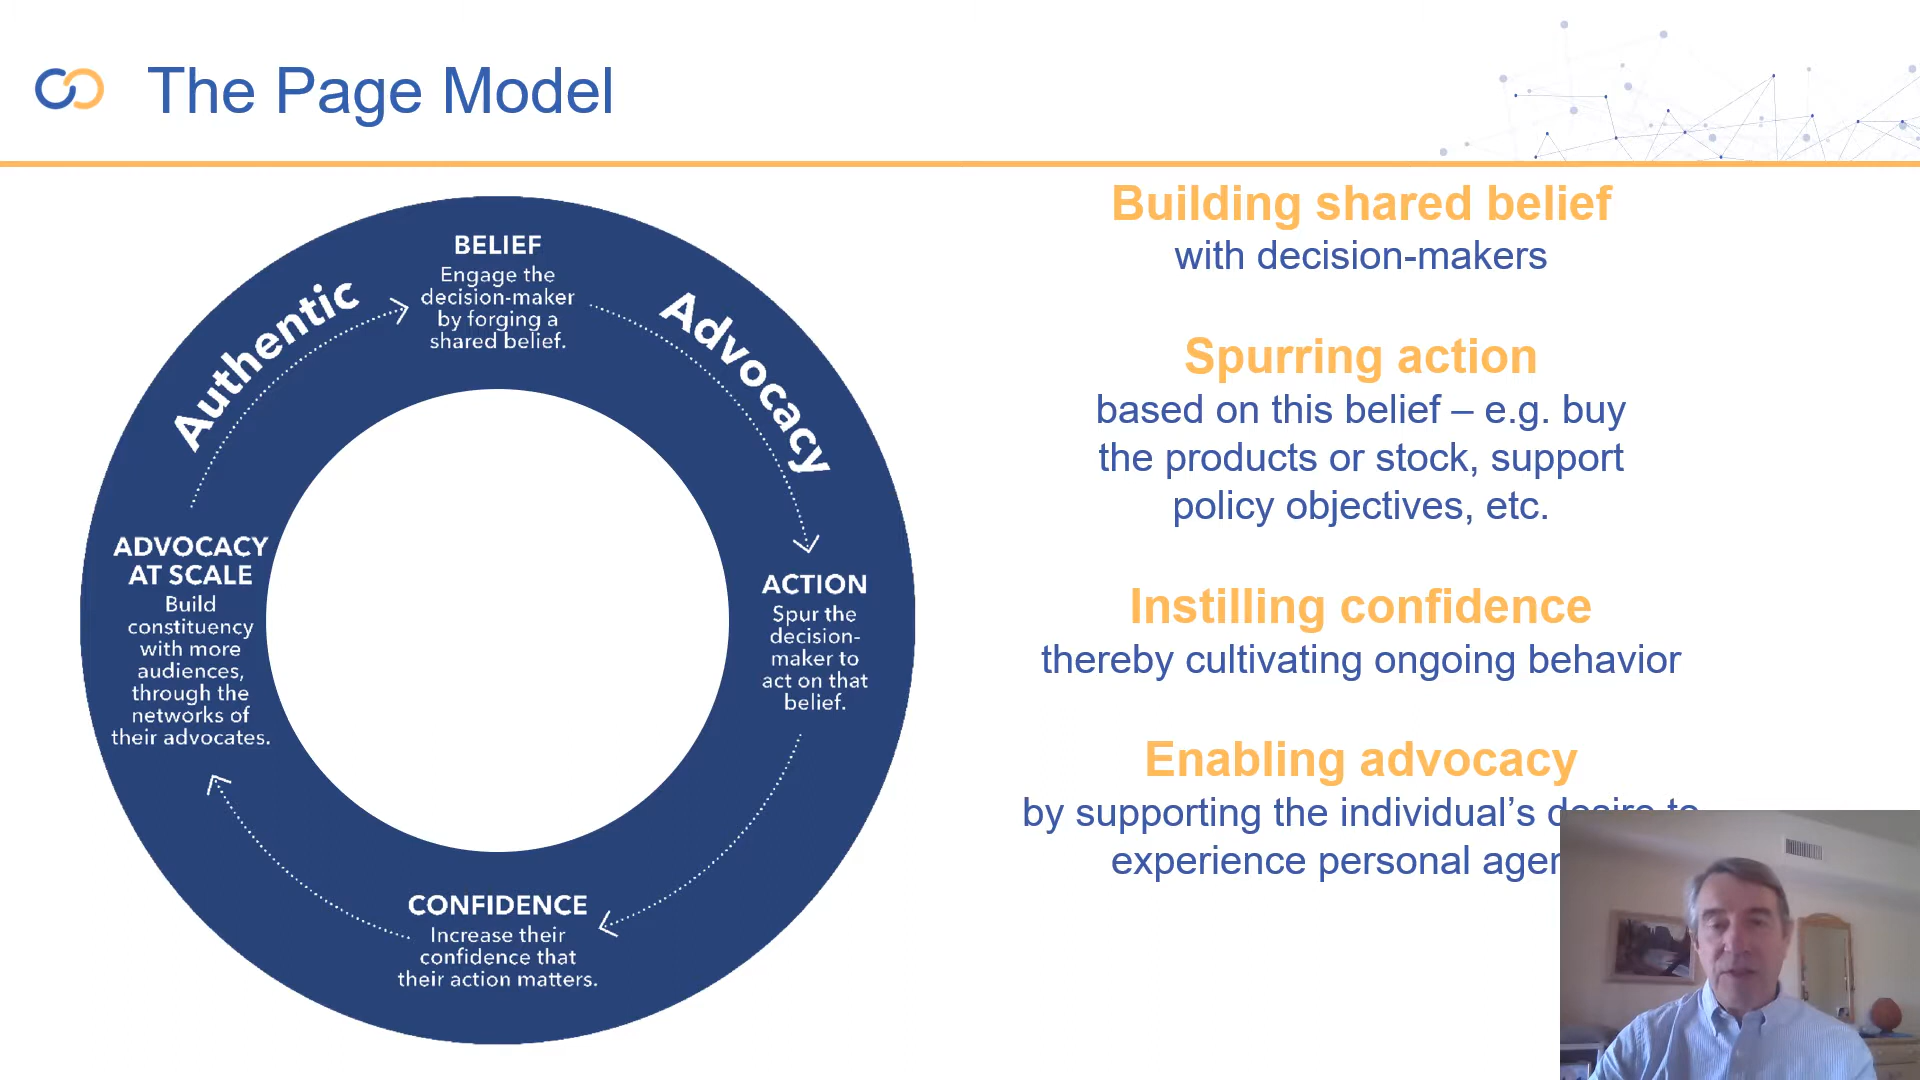 The Page Model
Authentic
Advocacy
BELIEF
Engage the
decision-maker
by forging a
shared belief.
ACTION
Spur the
decision-
maker to
act on that
belief.
CONFIDENCE
Increase their
confidence that
their action matters.
ADVOCACY
AT SCALE
Build
constituency
with more
audiences,
through the
networks of
their advocates.
Building shared belief
with decision-makers
Spurring action
based on this belief – e.g. buy
the products or stock, support
policy objectives, etc.
Instilling confidence
thereby cultivating ongoing behavior
Enabling advocacy
by supporting the individual's desire to
experience personal